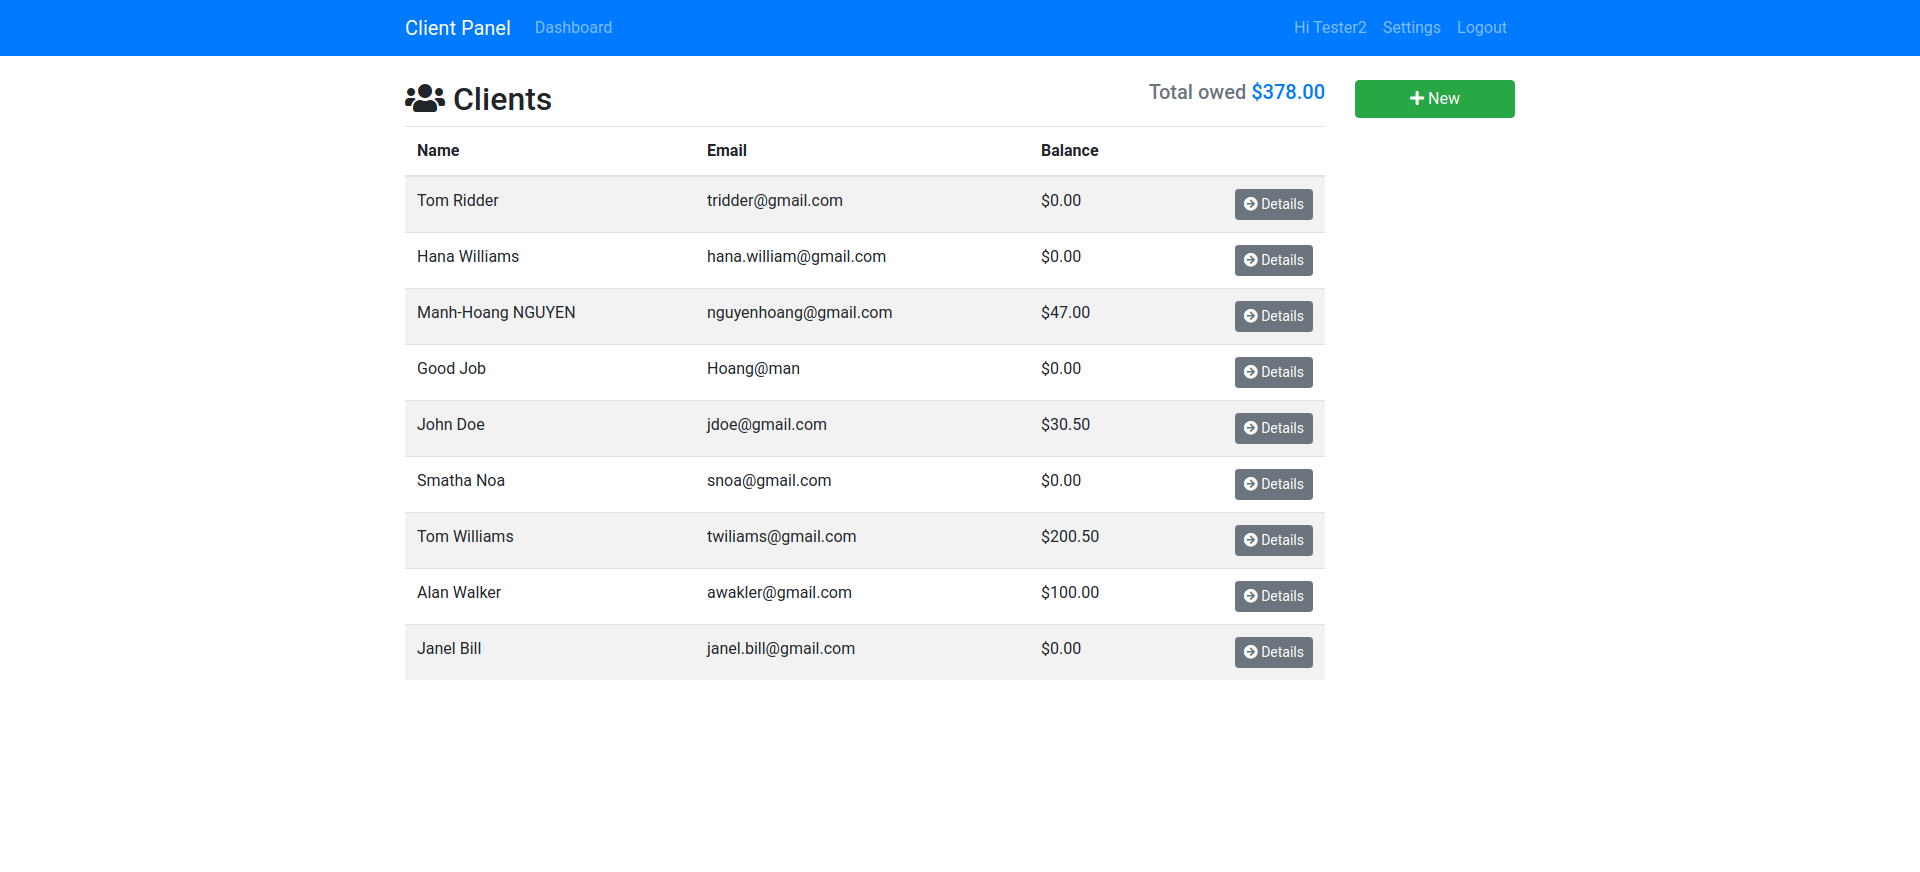 Client Panel Dashboard Hi Tester2 Settings Logout
Clients Total owed $378.00 New
Name Email Balance
Tom Ridder tridder@gmail.com $0.00 Details
Hana Williams hana.william@gmail.com $0.00 Details
Manh-Hoang NGUYEN nguyenhoang@gmail.com $47.00 Details
Good Job Hoang@man $0.00 Details
John Doe jdoe@gmail.com $30.50 Details
Smatha Noa snoa@gmail.com $0.00 Details
Tom Williams twiliams@gmail.com $200.50 Details
Alan Walker awakler@gmail.com $100.00 Details
Janel Bill janel.bill@gmail.com $0.00 Details